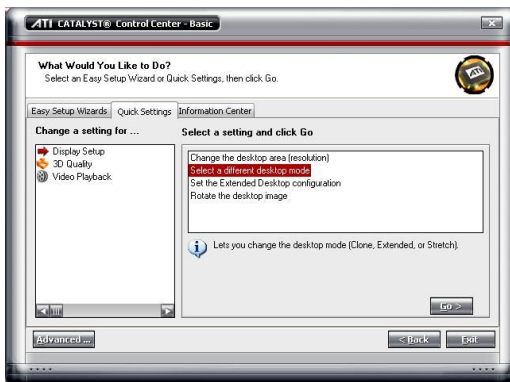 ATI CATALYST® Control Center - Basic
What Would You Like to Do?
Select an Easy Setup Wizard or Quick Settings, then click Go.
ATI
Easy Setup Wizards Quick Settings Information Center
Change a setting for ...
Display Setup
3D Quality
Video Playback
Select a setting and click Go
Change the desktop area (resolution)
Select a different desktop mode
Set the Extended Desktop configuration
Rotate the desktop image
Lets you change the desktop mode (Clone, Extended, or Stretch).
Go >
Advanced ...
< Back Exit